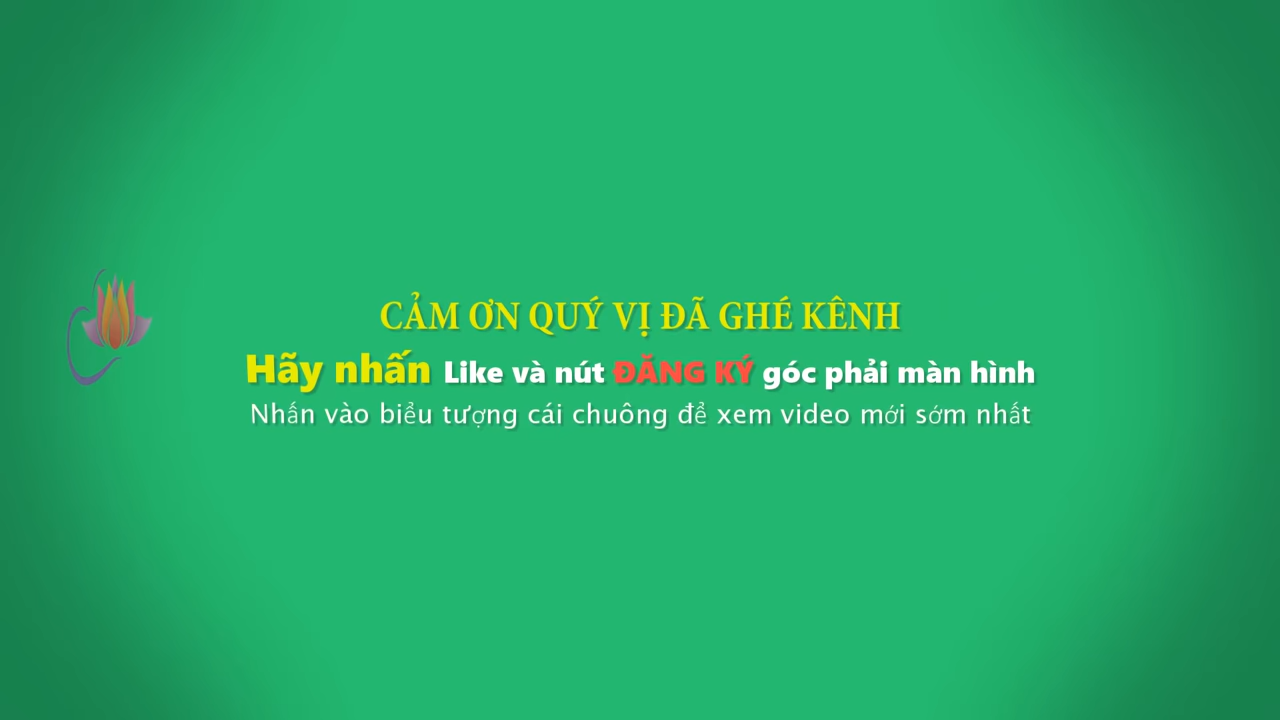 CẢM ƠN QUÝ VỊ ĐÃ GHÉ KÊNH
Hãy nhấn Like và nút ĐĂNG KÝ góc phải màn hình
Nhấn vào biểu tượng cái chuông để xem video mới sớm nhất